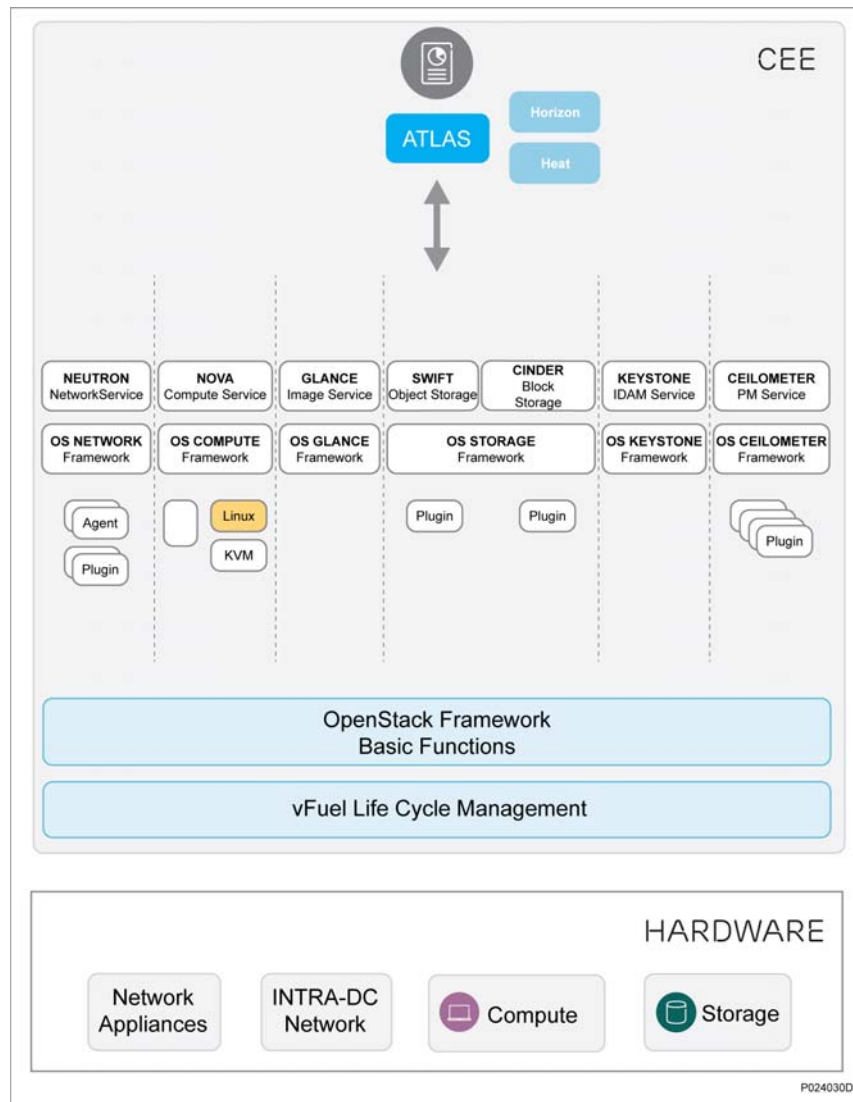 CEE
Horizon
ATLAS
Heat
NEUTRON
NetworkService
NOVA
Compute Service
GLANCE
Image Service
SWIFT
Object Storage
CINDER
Block
Storage
KEYSTONE
IDAM Service
CEILOMETER
PM Service
OS NETWORK
Framework
OS COMPUTE
Framework
OS GLANCE
Framework
OS STORAGE
Framework
OS KEYSTONE
Framework
OS CEILOMETER
Framework
Agent
Plugin
Linux
KVM
Plugin
Plugin
Plugin
OpenStack Framework
Basic Functions
vFuel Life Cycle Management
HARDWARE
Network
Appliances
INTRA-DC
Network
Compute
Storage
P024030D